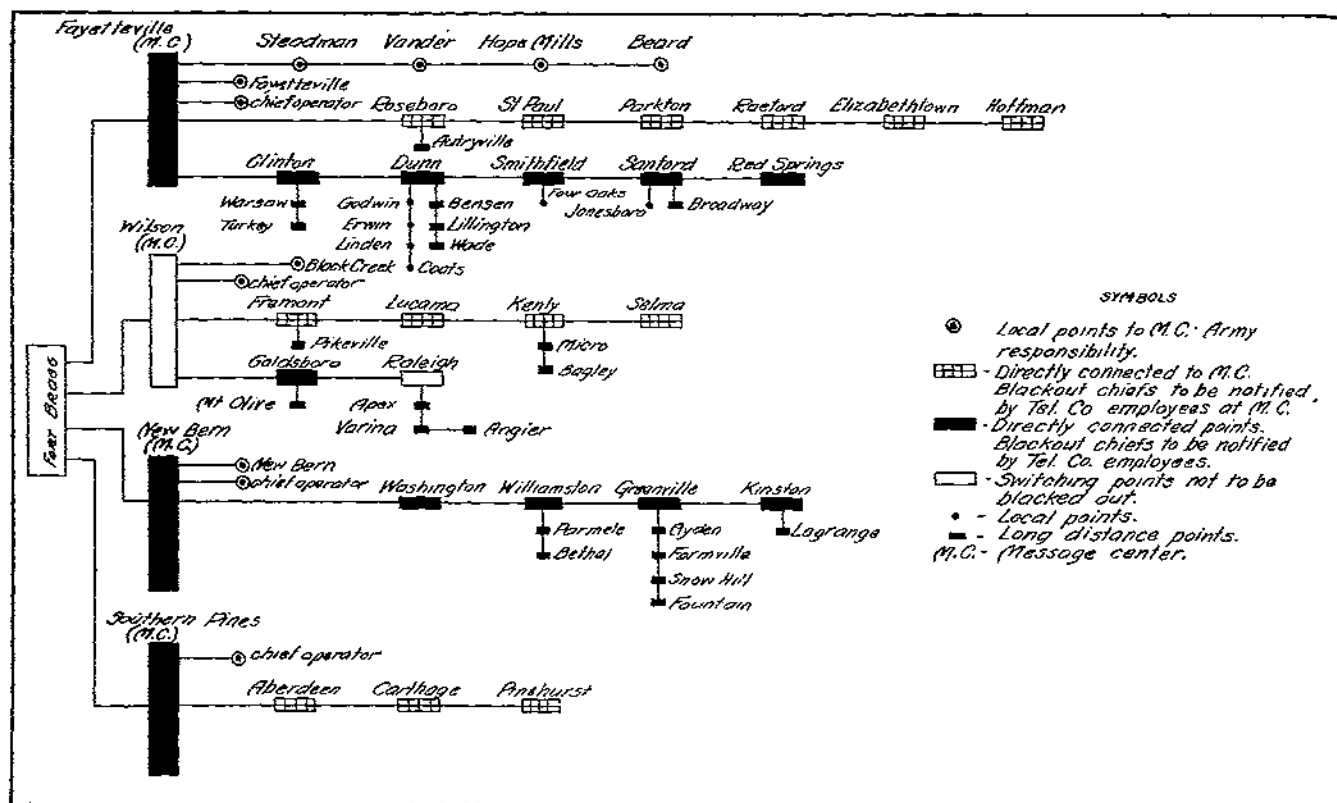 Fayetteville
(M.C.)
Steadman Vander Hope Mills Beard
Fayetteville
chief operator
Roseboro St Paul Parkton Raeford Elizabethtown Hoffman
Autryville
Clinton Dunn Smithfield Sanford Red Springs
Warsaw Godwin Bensen Four Oaks Jonesboro Broadway
Turkey Erwin Lillington
Linden Wade
Coats
Wilson
(M.C.)
Black Creek
chief operator
Fremont Lucama Kenly Selma
Pikeville Micro
Bagley
Goldsboro Raleigh
Mt Olive Apex
Varina Angier
FORT BRAGG
New Bern
(M.C.)
New Bern
chief operator
Washington Williamston Greenville Kinston
Parmele Ayden Lagrange
Bethel Farmville
Snow Hill
Fountain
Southern Pines
(M.C.)
chief operator
Aberdeen Carthage Pinehurst
SYMBOLS
Local points to M.C. - Army
responsibility.
- Directly connected to M.C.
Blackout chiefs to be notified
by Tel. Co employees at M.C.
- Directly connected points.
Blackout chiefs to be notified
by Tel. Co. employees.
- Switching points not to be
blacked out.
- Local points.
- Long distance points.
M.C. - Message center.